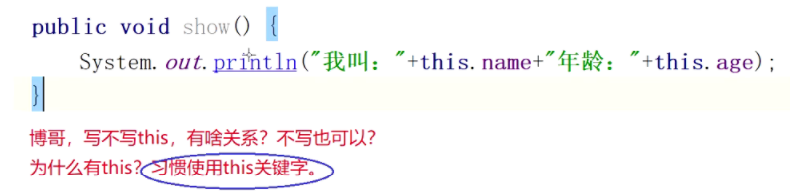 public void show() {
System.out.println("我叫："+this.name+"年龄："+this.age);
}
博哥，写不写this，有啥关系？不写也可以？
为什么有this？习惯使用this关键字。